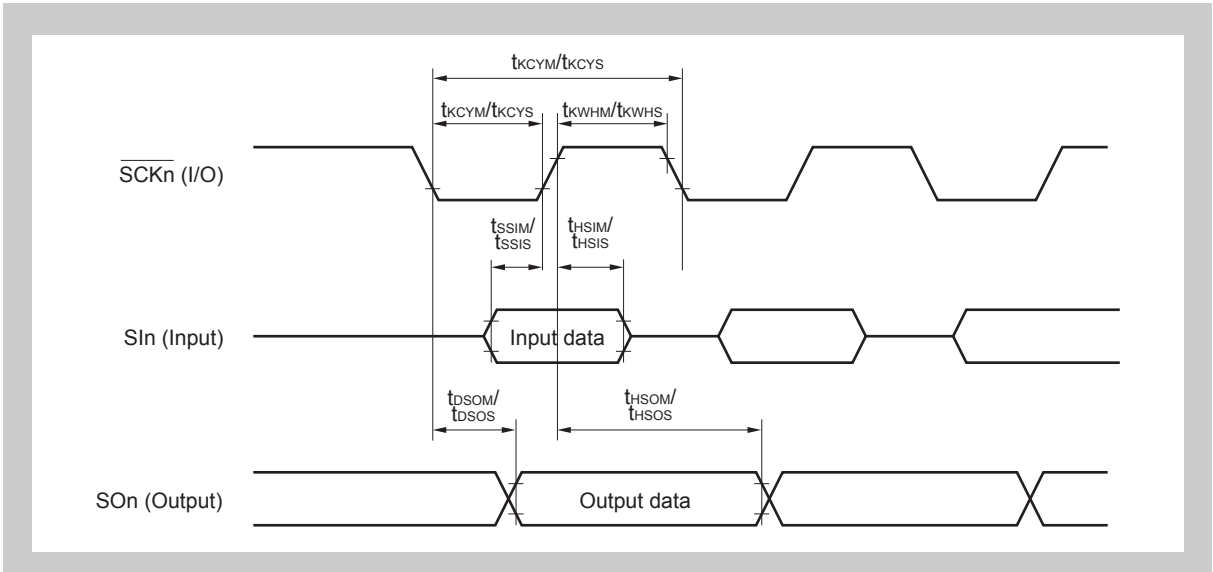 tKCYM/tKCYS
tKCYM/tKCYS
tKWHM/tKWHS
SCKn (I/O)
tSSIM/
tSSIS
tHSIM/
tHSIS
SIn (Input)
Input data
tDSOM/
tDSOS
tHSOM/
tHSOS
SOn (Output)
Output data